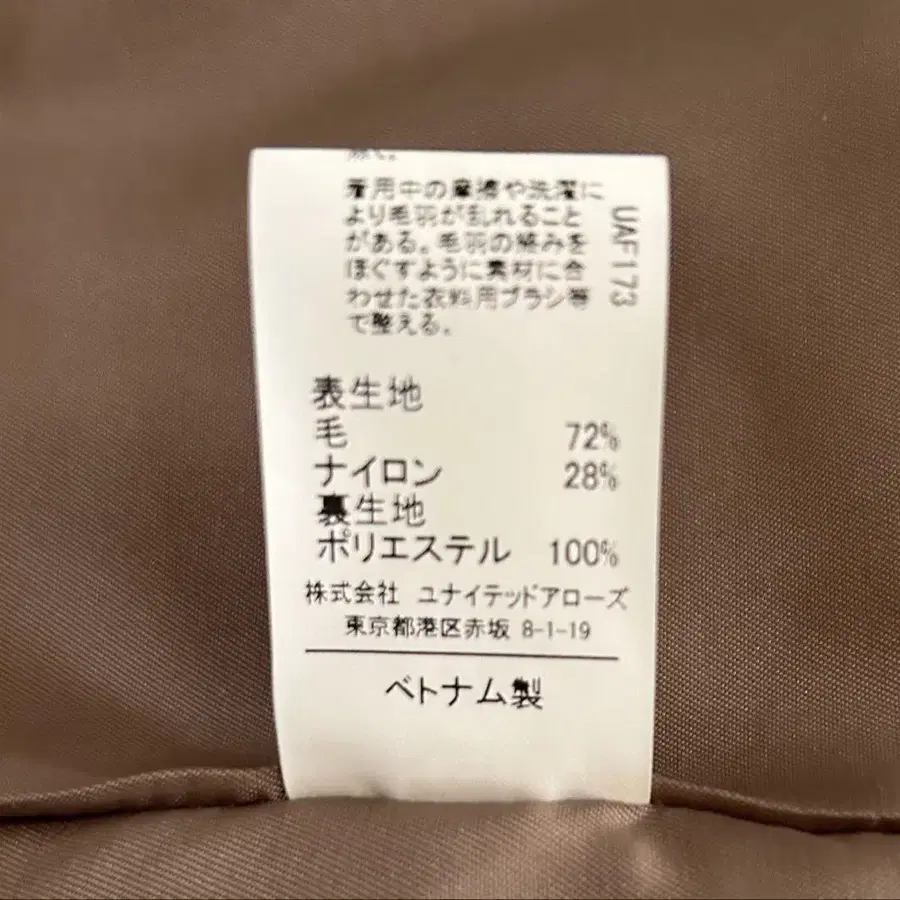 着用中の摩擦や洗濯に
より毛羽が乱れること
がある。毛羽の絡みを
ほぐすように素材に合
わせた衣料用ブラシ等
で整える。
UAF173
表生地
毛 72%
ナイロン 28%
裏生地
ポリエステル 100%
株式会社 ユナイテッドアローズ
東京都港区赤坂 8-1-19
ベトナム製